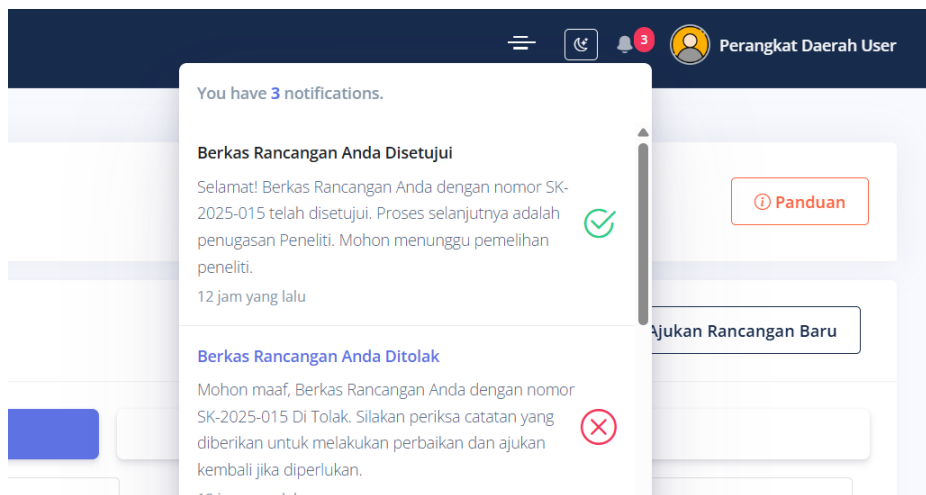 3
Perangkat Daerah User
You have 3 notifications.
Berkas Rancangan Anda Disetujui
Selamat! Berkas Rancangan Anda dengan nomor SK-
2025-015 telah disetujui. Proses selanjutnya adalah
penugasan Peneliti. Mohon menunggu pemelihan
peneliti.
12 jam yang lalu
Panduan
Ajukan Rancangan Baru
Berkas Rancangan Anda Ditolak
Mohon maaf, Berkas Rancangan Anda dengan nomor
SK-2025-015 Di Tolak. Silakan periksa catatan yang
diberikan untuk melakukan perbaikan dan ajukan
kembali jika diperlukan.